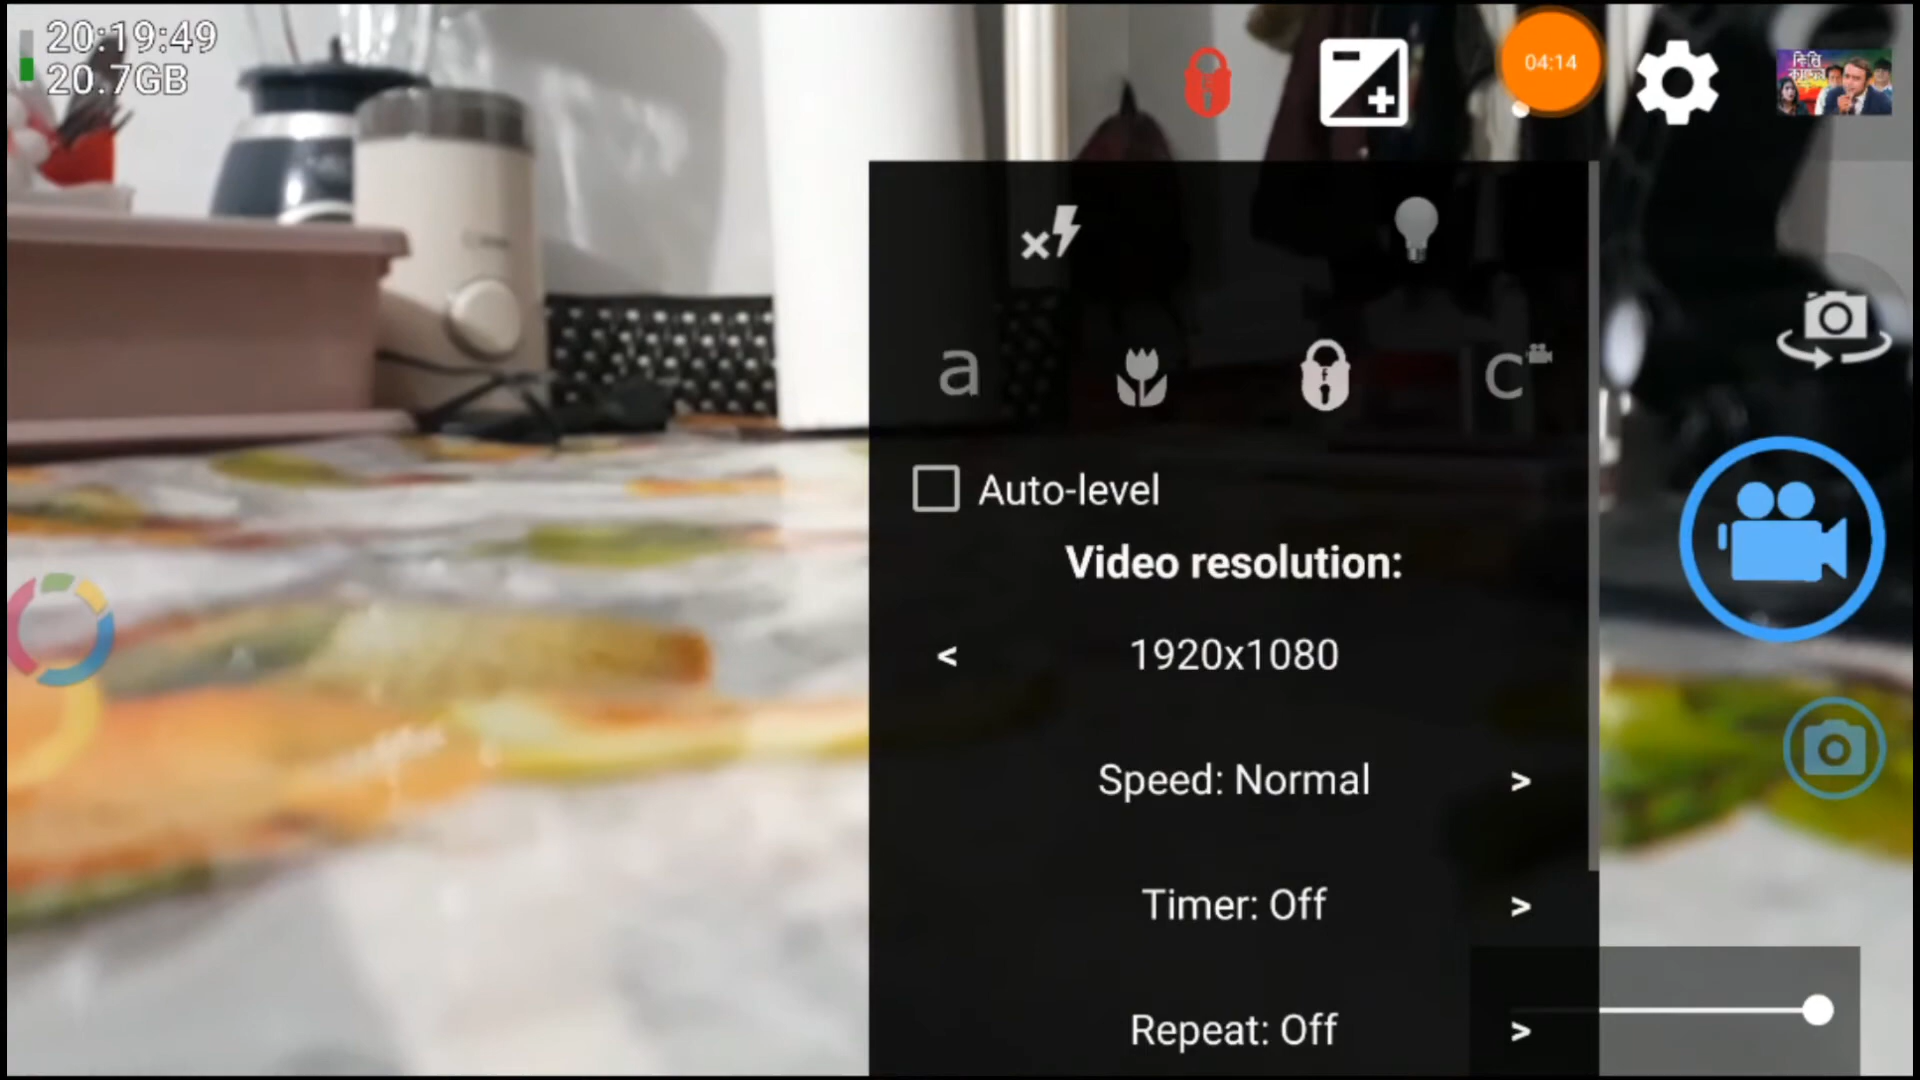 20:19:49
20.7GB
04:14
a
c
Auto-level
Video resolution:
<
1920x1080
Speed: Normal >
Timer: Off >
Repeat: Off >